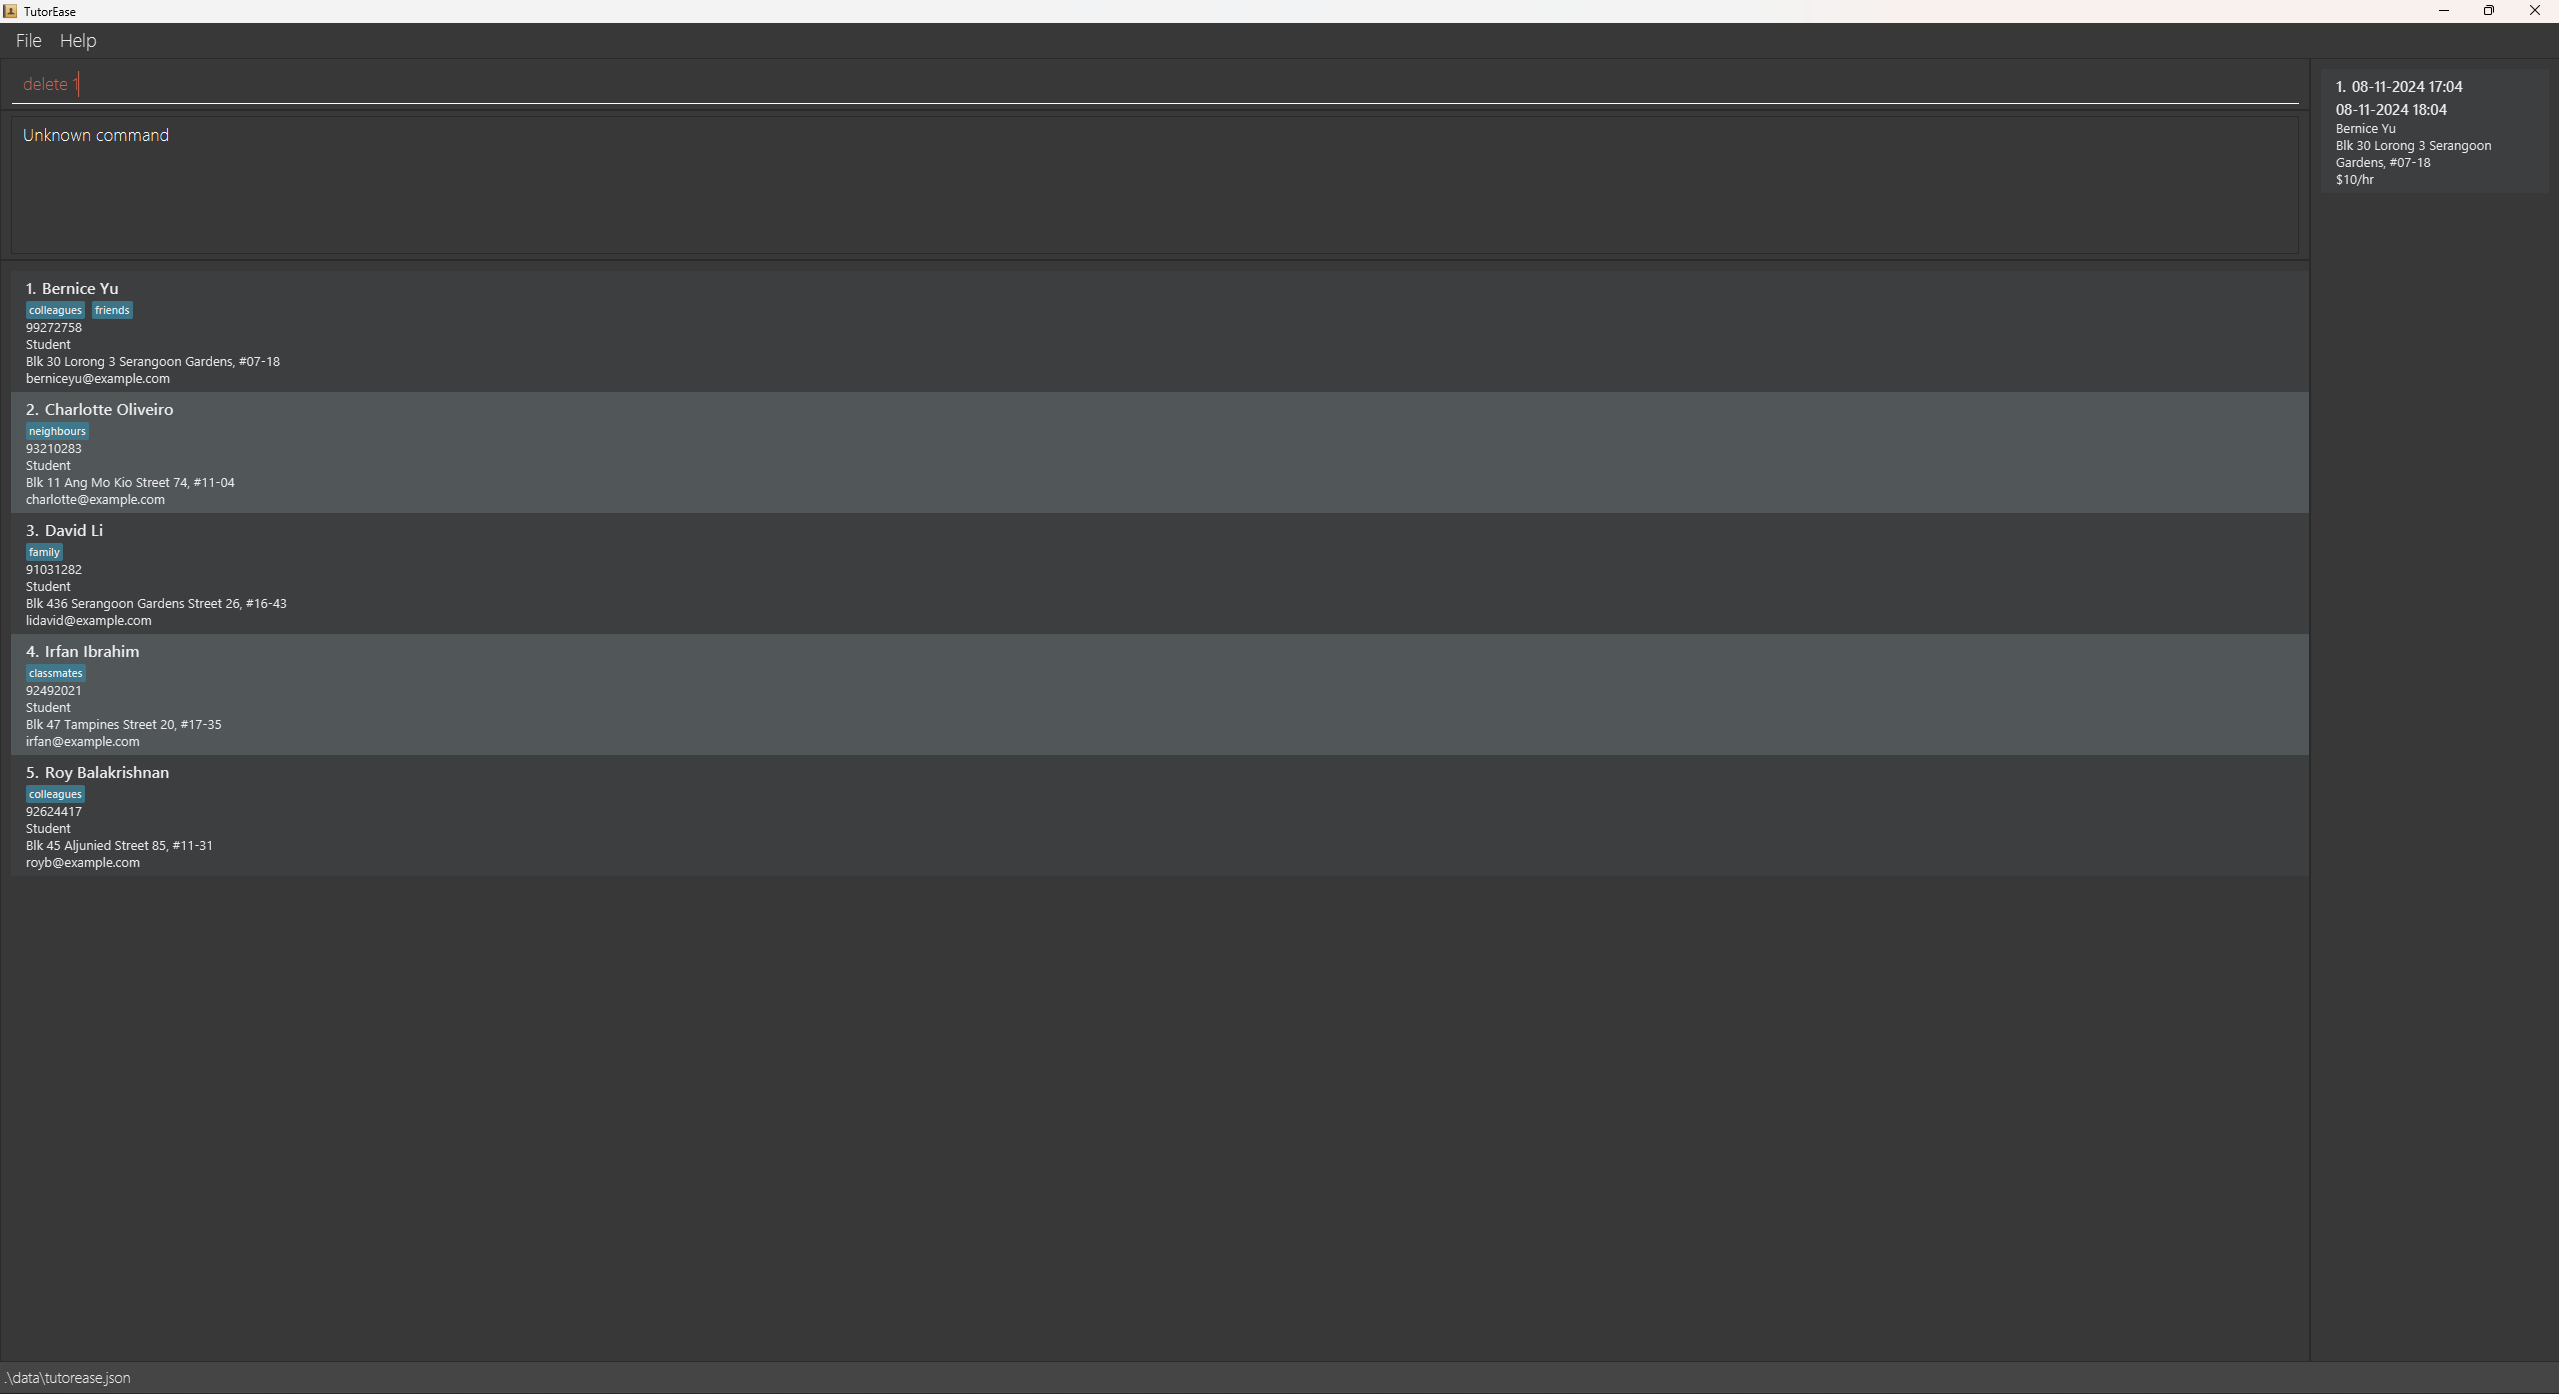 TutorEase
File Help
delete 1
Unknown command
1. Bernice Yu
colleagues friends
99272758
Student
Blk 30 Lorong 3 Serangoon Gardens, #07-18
berniceyu@example.com
2. Charlotte Oliveiro
neighbours
93210283
Student
Blk 11 Ang Mo Kio Street 74, #11-04
charlotte@example.com
3. David Li
family
91031282
Student
Blk 436 Serangoon Gardens Street 26, #16-43
lidavid@example.com
4. Irfan Ibrahim
classmates
92492021
Student
Blk 47 Tampines Street 20, #17-35
irfan@example.com
5. Roy Balakrishnan
colleagues
92624417
Student
Blk 45 Aljunied Street 85, #11-31
royb@example.com
1. 08-11-2024 17:04
08-11-2024 18:04
Bernice Yu
Blk 30 Lorong 3 Serangoon
Gardens, #07-18
$10/hr
.\data\tutorease.json